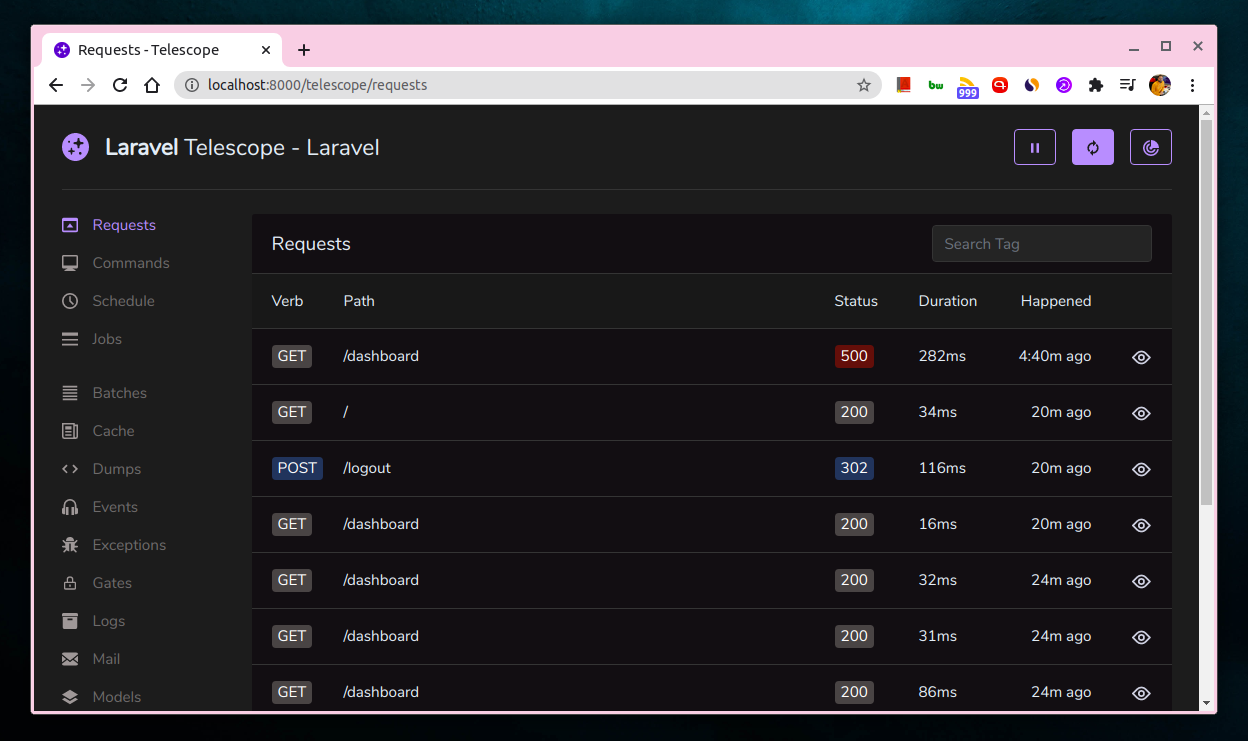 Requests - Telescope
localhost:8000/telescope/requests
bw
999
Laravel Telescope - Laravel
Requests
Commands
Schedule
Jobs
Batches
Cache
Dumps
Events
Exceptions
Gates
Logs
Mail
Models
Requests
Search Tag
Verb Path Status Duration Happened
GET /dashboard 500 282ms 4:40m ago
GET / 200 34ms 20m ago
POST /logout 302 116ms 20m ago
GET /dashboard 200 16ms 20m ago
GET /dashboard 200 32ms 24m ago
GET /dashboard 200 31ms 24m ago
GET /dashboard 200 86ms 24m ago